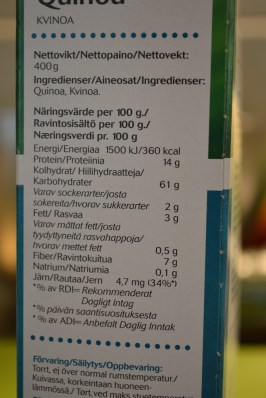 Quinoa
KVINOA
Nettovikt/Nettopaino/Nettovekt:
400g
Ingredienser/Aineosat/Ingredienser:
Quinoa, Kvinoa.
Näringsvärde per 100 g./
Ravintosisältö per 100 g./
Næringsverdi pr. 100 g
Energi/Energiaa 1500 kJ/360 kcal
Protein/Proteiinia 14 g
Kolhydrat/ Hiilihydraatteja/
Karbohydrater 61 g
Varav sockerarter/josta
sokereita/hvorav sukkerarter 2 g
Fett/ Rasvaa 3 g
Varav mättat fett/josta
tyydyttyneitä rasvahappoja/
hvorav mettet fett 0,5 g
Fiber/Ravintokuitua 7 g
Natrium/Natriumia 0,1 g
Järn/Rautaa/Jern 4,7 mg (34%*)
*% av RDI= Rekommenderat
Dagligt Intag
*% päivän saantisuosituksesta
* % av ADI= Anbefalt Daglig Inntak
Förvaring/Säilytys/Oppbevaring:
Torrt, ej över normal rumstemperatur./
Kuivassa, korkeintaan huoneen-
lämmössä./ Tørt, ved maks stuetemperatur